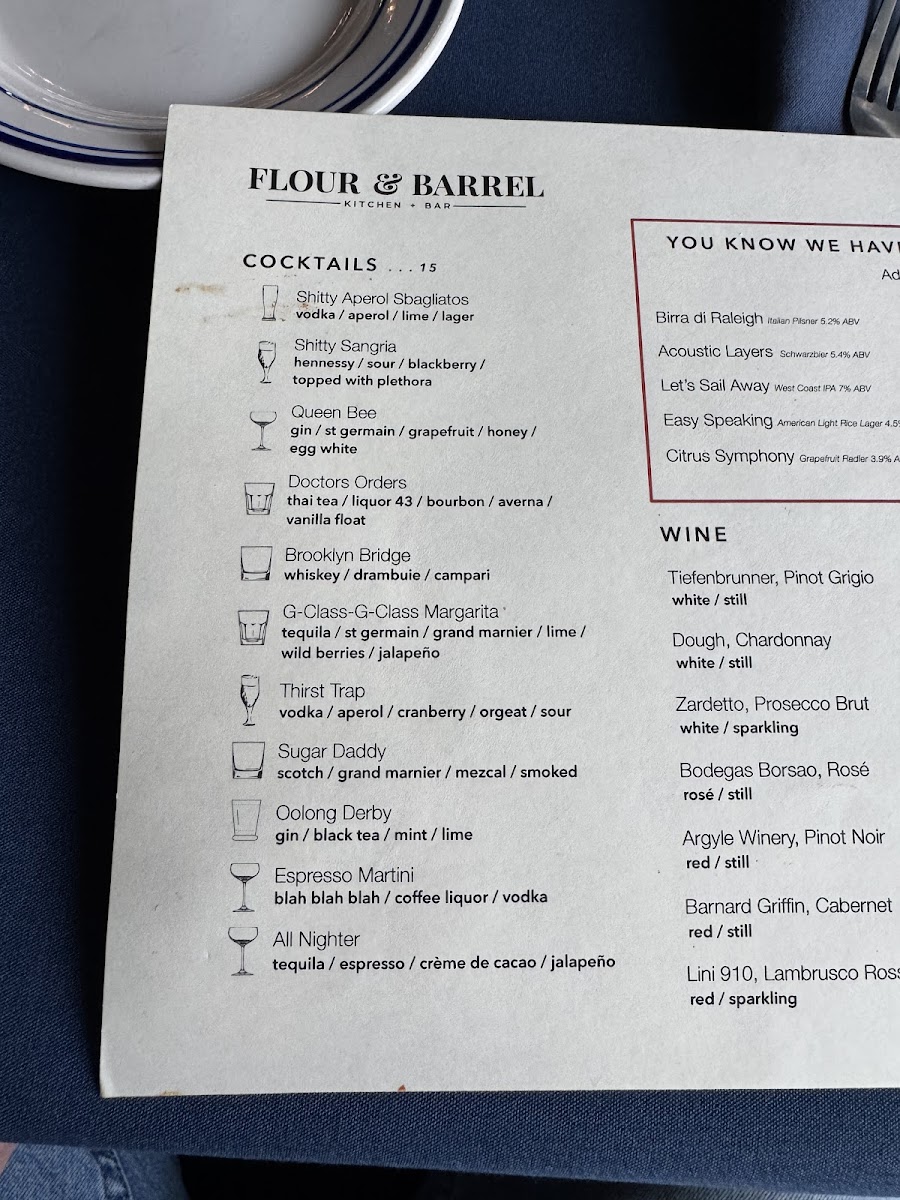 FLOUR & BARREL
KITCHEN + BAR
COCKTAILS ... 15
Shitty Aperol Sbagliatos
vodka / aperol / lime / lager
Shitty Sangria
hennessy / sour / blackberry /
topped with plethora
Queen Bee
gin / st germain / grapefruit / honey /
egg white
Doctors Orders
thai tea / liquor 43 / bourbon / averna /
vanilla float
Brooklyn Bridge
whiskey / drambuie / campari
G-Class-G-Class Margarita
tequila / st germain / grand marnier / lime /
wild berries / jalapeño
Thirst Trap
vodka / aperol / cranberry / orgeat / sour
Sugar Daddy
scotch / grand marnier / mezcal / smoked
Oolong Derby
gin / black tea / mint / lime
Espresso Martini
blah blah blah / coffee liquor / vodka
All Nighter
tequila / espresso / crème de cacao / jalapeño
YOU KNOW WE HAV
Ad
Birra di Raleigh Italian Pilsner 5.2% ABV
Acoustic Layers Schwarzbier 5.4% ABV
Let's Sail Away West Coast IPA 7% ABV
Easy Speaking American Light Rice Lager 4.5%
Citrus Symphony Grapefruit Radler 3.9% A
WINE
Tiefenbrunner, Pinot Grigio
white / still
Dough, Chardonnay
white / still
Zardetto, Prosecco Brut
white / sparkling
Bodegas Borsao, Rosé
rosé / still
Argyle Winery, Pinot Noir
red / still
Barnard Griffin, Cabernet
red / still
Lini 910, Lambrusco Ross
red / sparkling